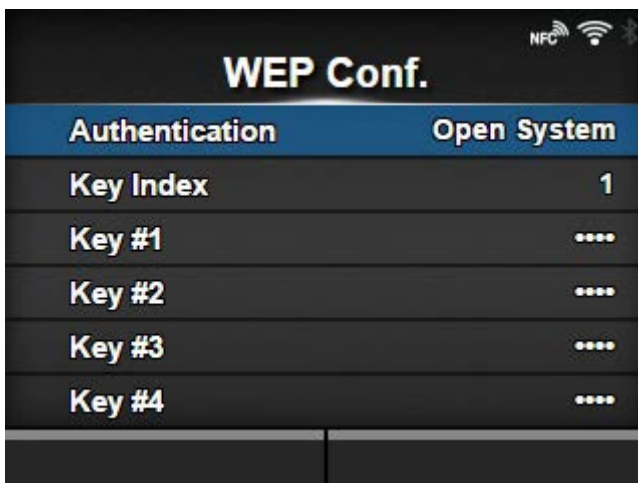 NFC
WEP Conf.
Authentication Open System
Key Index 1
Key #1 ••••
Key #2 ••••
Key #3 ••••
Key #4 ••••